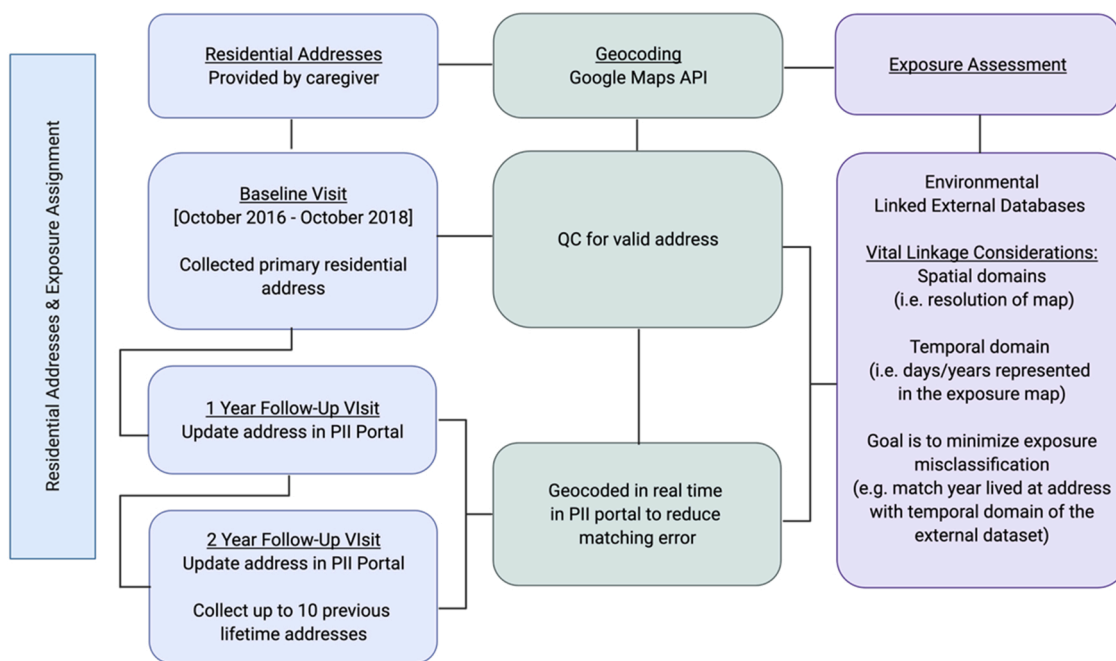 Residential Addresses & Exposure Assignment
Residential Addresses
Provided by caregiver
Geocoding
Google Maps API
Exposure Assessment
Baseline Visit
[October 2016 - October 2018]
Collected primary residential
address
QC for valid address
Environmental
Linked External Databases
Vital Linkage Considerations:
Spatial domains
(i.e. resolution of map)
Temporal domain
(i.e. days/years represented
in the exposure map)
Goal is to minimize exposure
misclassification
(e.g. match year lived at address
with temporal domain of the
external dataset)
1 Year Follow-Up VIsit
Update address in PII Portal
Geocoded in real time
in PII portal to reduce
matching error
2 Year Follow-Up VIsit
Update address in PII Portal
Collect up to 10 previous
lifetime addresses